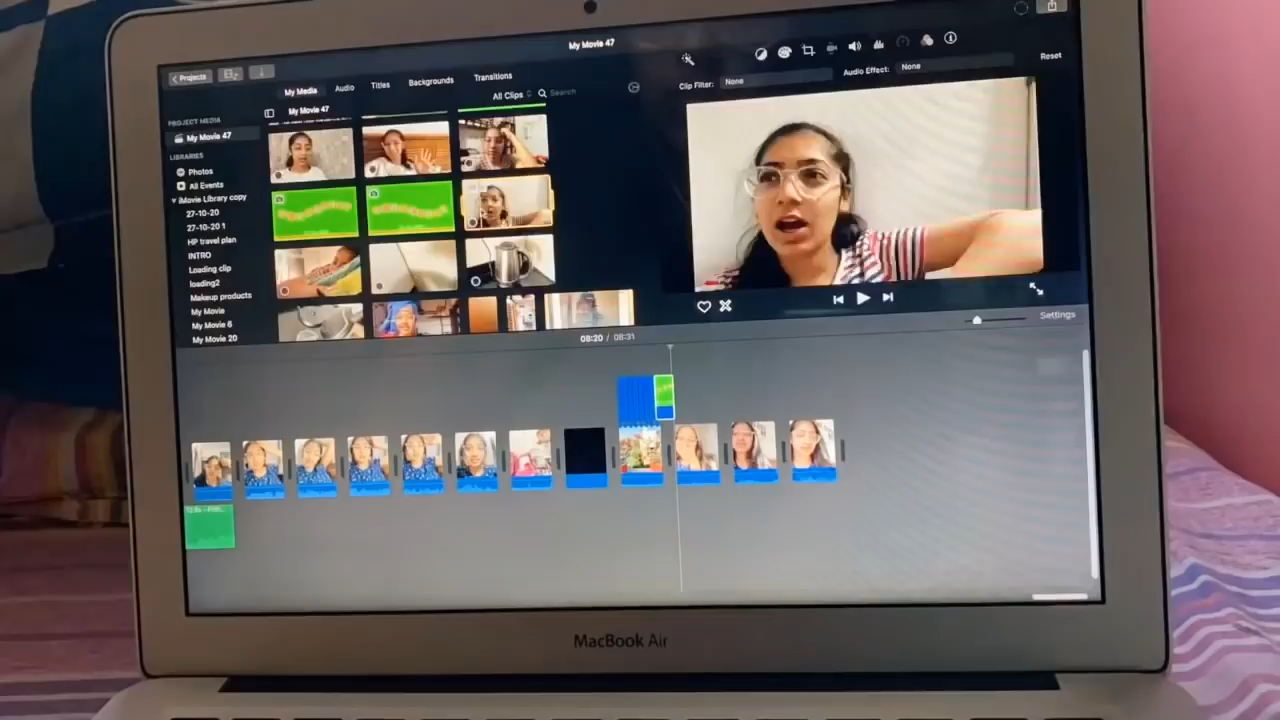 My Movie 47
Projects
My Media Audio Titles Backgrounds Transitions
Reset
Clip Filter: None Audio Effect: None
All Clips Search
My Movie 47
PROJECT MEDIA
My Movie 47
LIBRARIES
Photos
All Events
iMovie Library copy
27-10-20
27-10-20 1
HP travel plan
INTRO
Loading clip
loading2
Makeup products
My Movie
My Movie 6
My Movie 20
08:20 / 08:31
Settings
MacBook Air